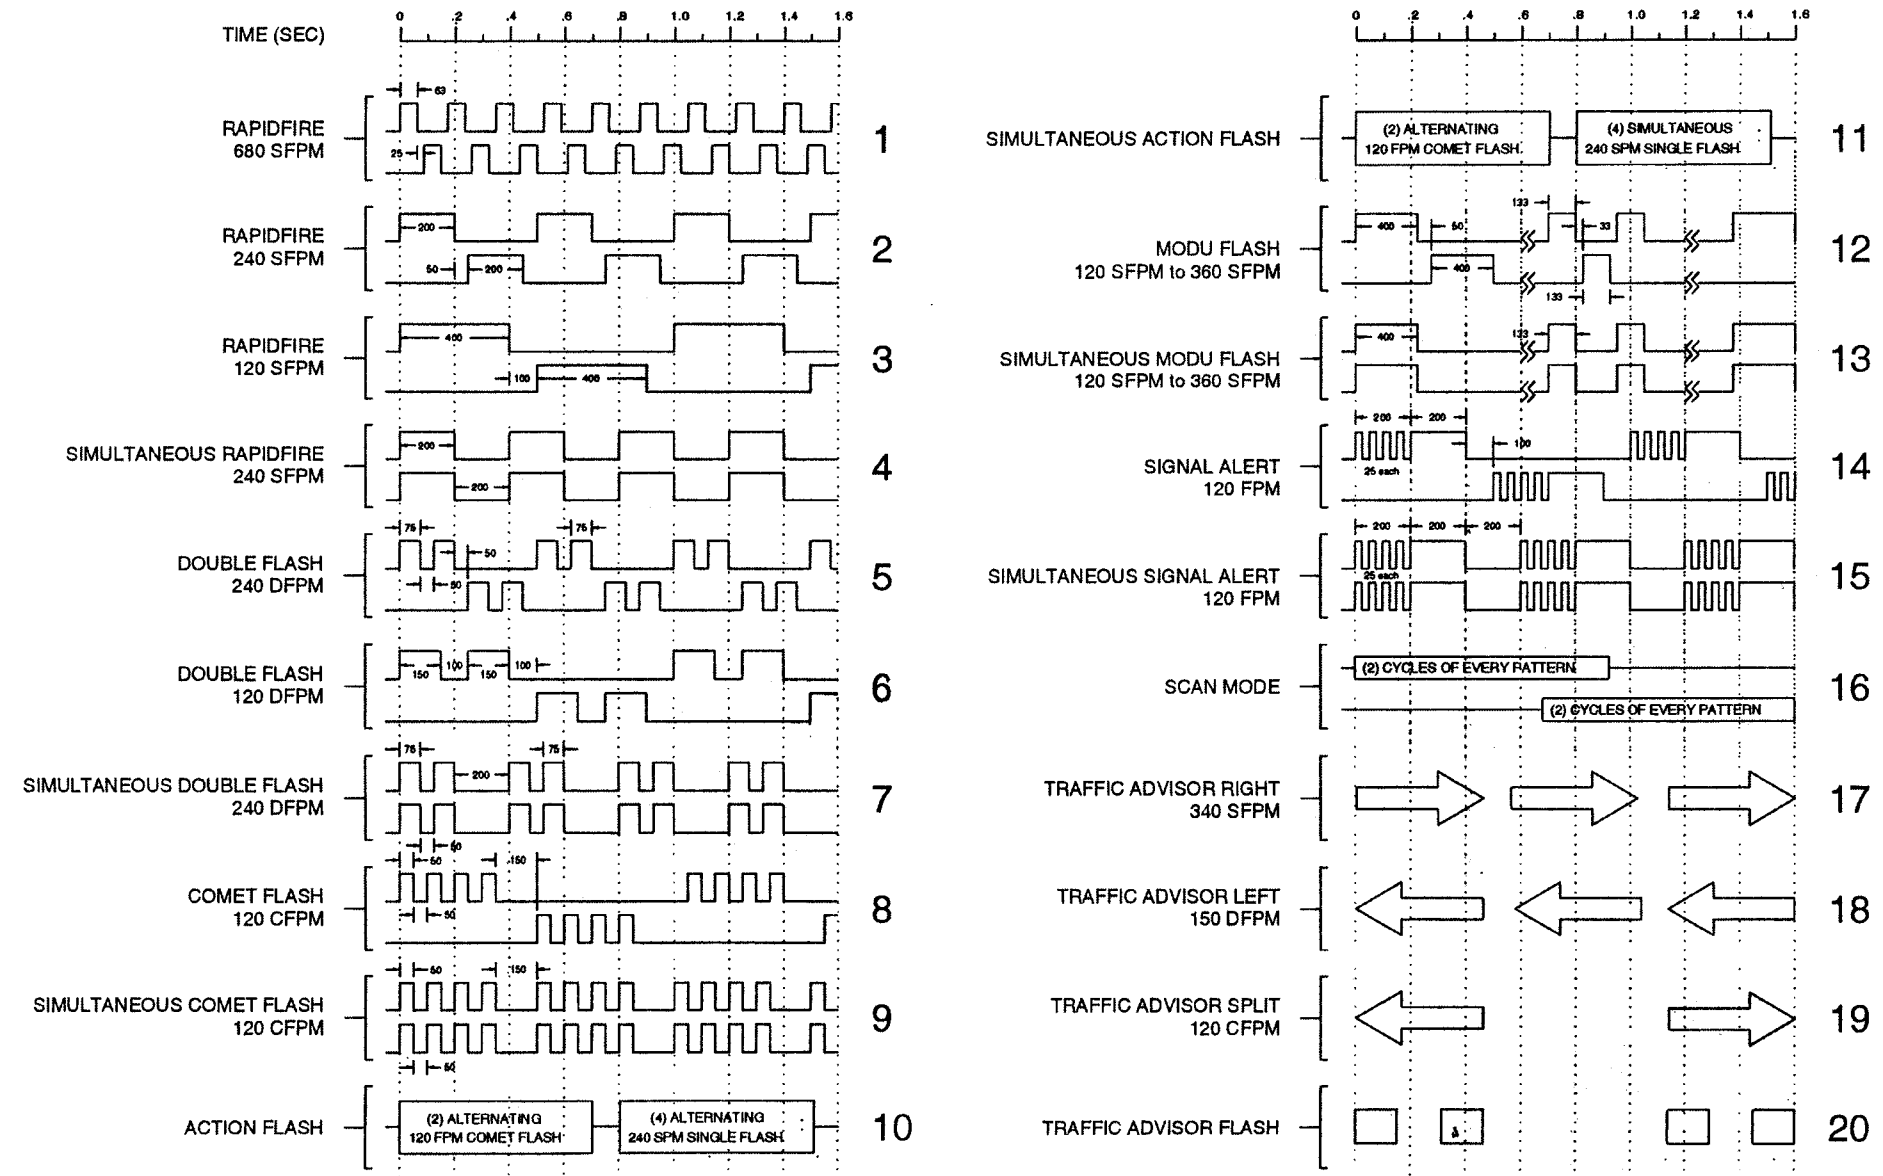 TIME (SEC)
0 .2 .4 .6 .8 1.0 1.2 1.4 1.6
RAPIDFIRE
680 SFPM
63
25
1
RAPIDFIRE
240 SFPM
200
50 200
2
RAPIDFIRE
120 SFPM
400
100 400
3
SIMULTANEOUS RAPIDFIRE
240 SFPM
200
200
4
DOUBLE FLASH
240 DFPM
75 75
50
50
5
DOUBLE FLASH
120 DFPM
150 100 150 100
6
SIMULTANEOUS DOUBLE FLASH
240 DFPM
75 75
200
50
7
COMET FLASH
120 CFPM
50 150
50
8
SIMULTANEOUS COMET FLASH
120 CFPM
50 150
50
9
ACTION FLASH
(2) ALTERNATING
120 FPM COMET FLASH
(4) ALTERNATING
240 SPM SINGLE FLASH
10
0 .2 .4 .6 .8 1.0 1.2 1.4 1.6
SIMULTANEOUS ACTION FLASH
(2) ALTERNATING
120 FPM COMET FLASH
(4) SIMULTANEOUS
240 SPM SINGLE FLASH
11
MODU FLASH
120 SFPM to 360 SFPM
133
400 50 33
400
133
12
SIMULTANEOUS MODU FLASH
120 SFPM to 360 SFPM
400 133
13
SIGNAL ALERT
120 FPM
200 200
100
25 each
14
SIMULTANEOUS SIGNAL ALERT
120 FPM
200 200 200
25 each
15
SCAN MODE
(2) CYCLES OF EVERY PATTERN
(2) CYCLES OF EVERY PATTERN
16
TRAFFIC ADVISOR RIGHT
340 SFPM
17
TRAFFIC ADVISOR LEFT
150 DFPM
18
TRAFFIC ADVISOR SPLIT
120 CFPM
19
TRAFFIC ADVISOR FLASH
20